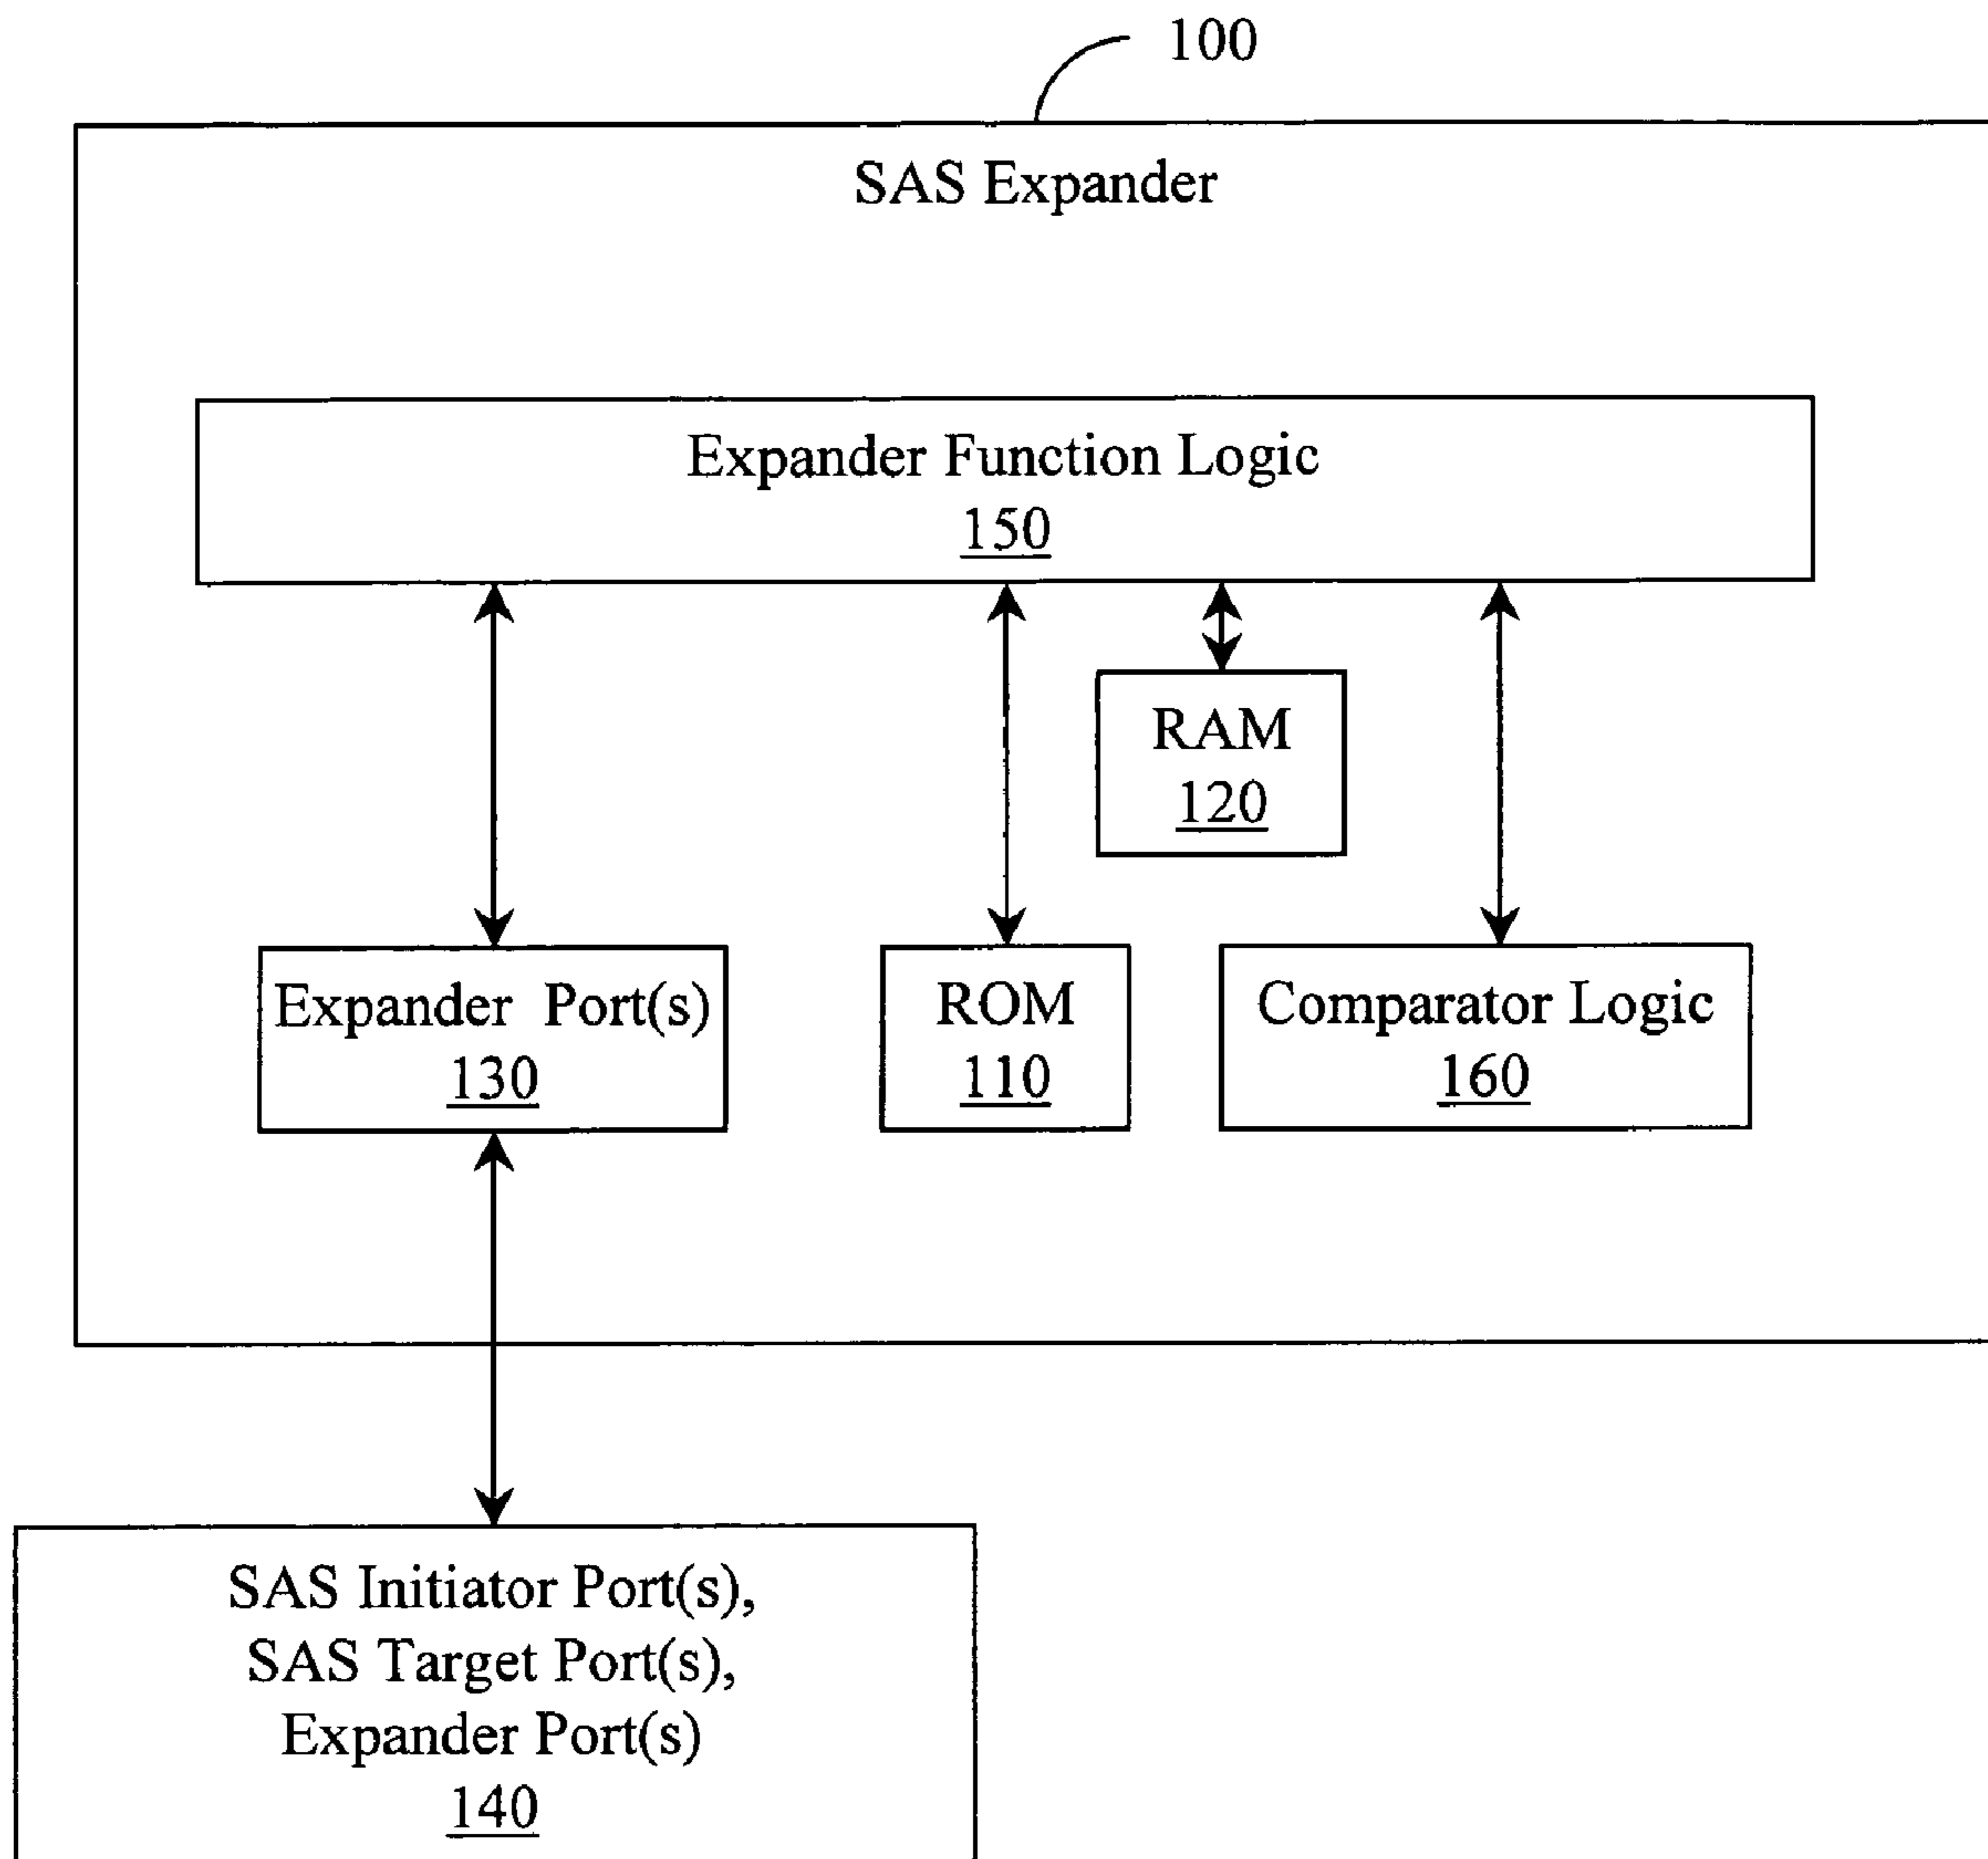 100
SAS Expander
Expander Function Logic
150
RAM
120
Expander Port(s)
130
ROM
110
Comparator Logic
160
SAS Initiator Port(s),
SAS Target Port(s),
Expander Port(s)
140